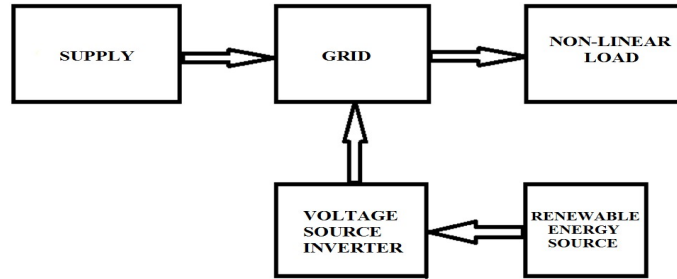 SUPPLY
GRID
NON-LINEAR
LOAD
VOLTAGE
SOURCE
INVERTER
RENEWABLE
ENERGY
SOURCE